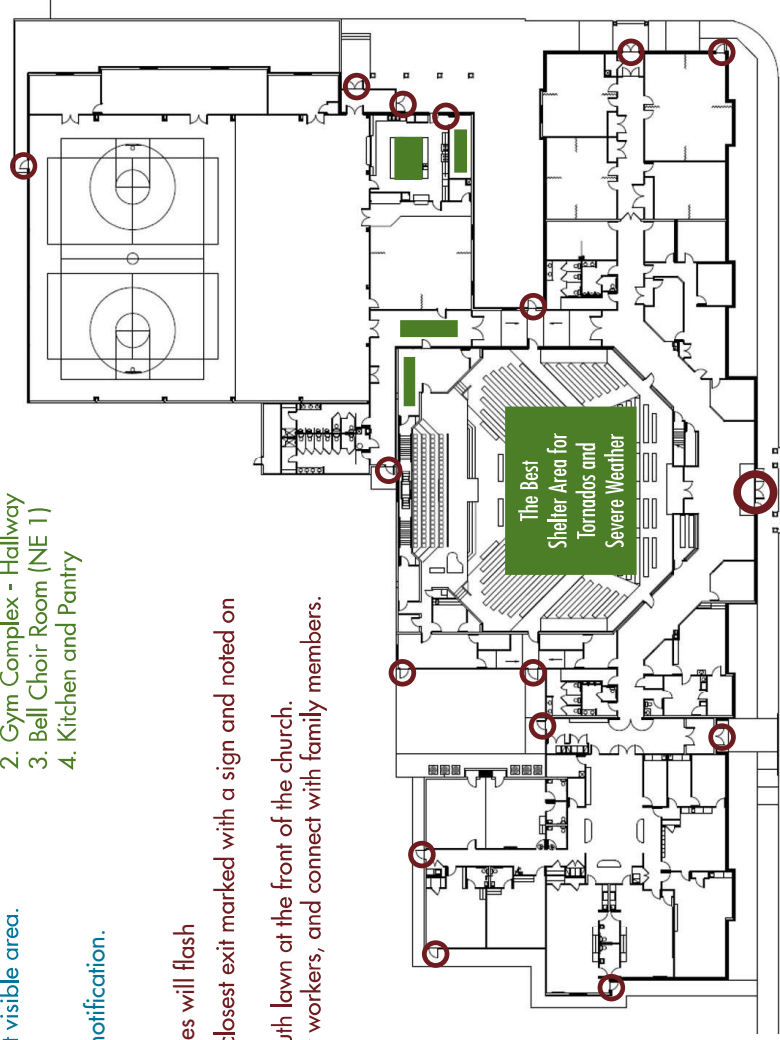 t visible area.
notification.
2. Gym Complex - Hallway
3. Bell Choir Room (NE 1)
4. Kitchen and Pantry
es will flash
closest exit marked with a sign and noted on
uth lawn at the front of the church.
workers, and connect with family members.
The Best
Shelter Area for
Tornados and
Severe Weather